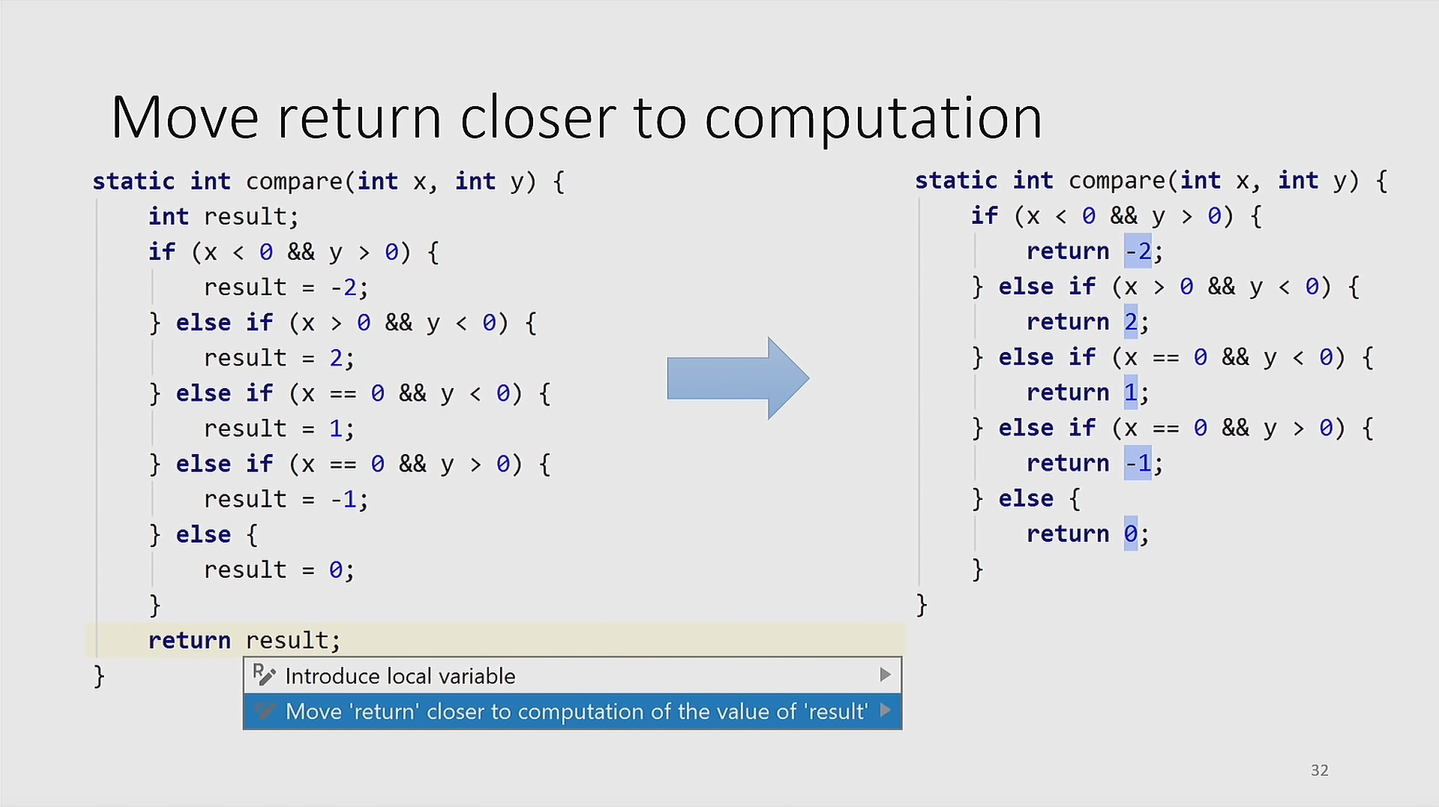 Move return closer to computation
static int compare(int x, int y) {
int result;
if (x < 0 && y > 0) {
result = -2;
} else if (x > 0 && y < 0) {
result = 2;
} else if (x == 0 && y < 0) {
result = 1;
} else if (x == 0 && y > 0) {
result = -1;
} else {
result = 0;
}
return result;
}
Introduce local variable
Move 'return' closer to computation of the value of 'result'
static int compare(int x, int y) {
if (x < 0 && y > 0) {
return -2;
} else if (x > 0 && y < 0) {
return 2;
} else if (x == 0 && y < 0) {
return 1;
} else if (x == 0 && y > 0) {
return -1;
} else {
return 0;
}
}
32